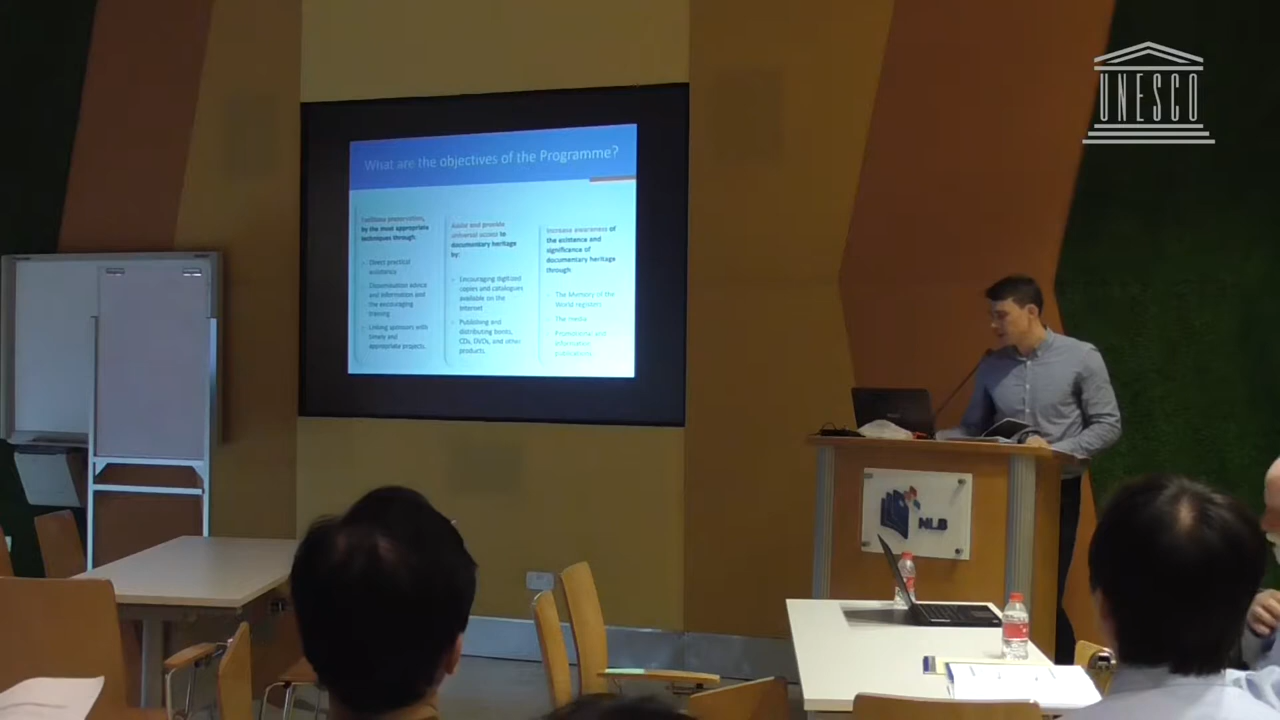 UNESCO
What are the objectives of the Programme?
Facilitate preservation,
by the most appropriate
techniques through:
Direct practical
assistance
Dissemination advice
and information and
the encouraging
training
Linking sponsors with
timely and
appropriate projects.
Assist and provide
universal access to
documentary heritage
by:
Encouraging digitized
copies and catalogues
available on the
Internet
Publishing and
distributing books,
CDs, DVDs, and other
products.
Increase awareness of
the existence and
significance of
documentary heritage
through
The Memory of the
World registers
The media
Promotional and
information
publications
NLB